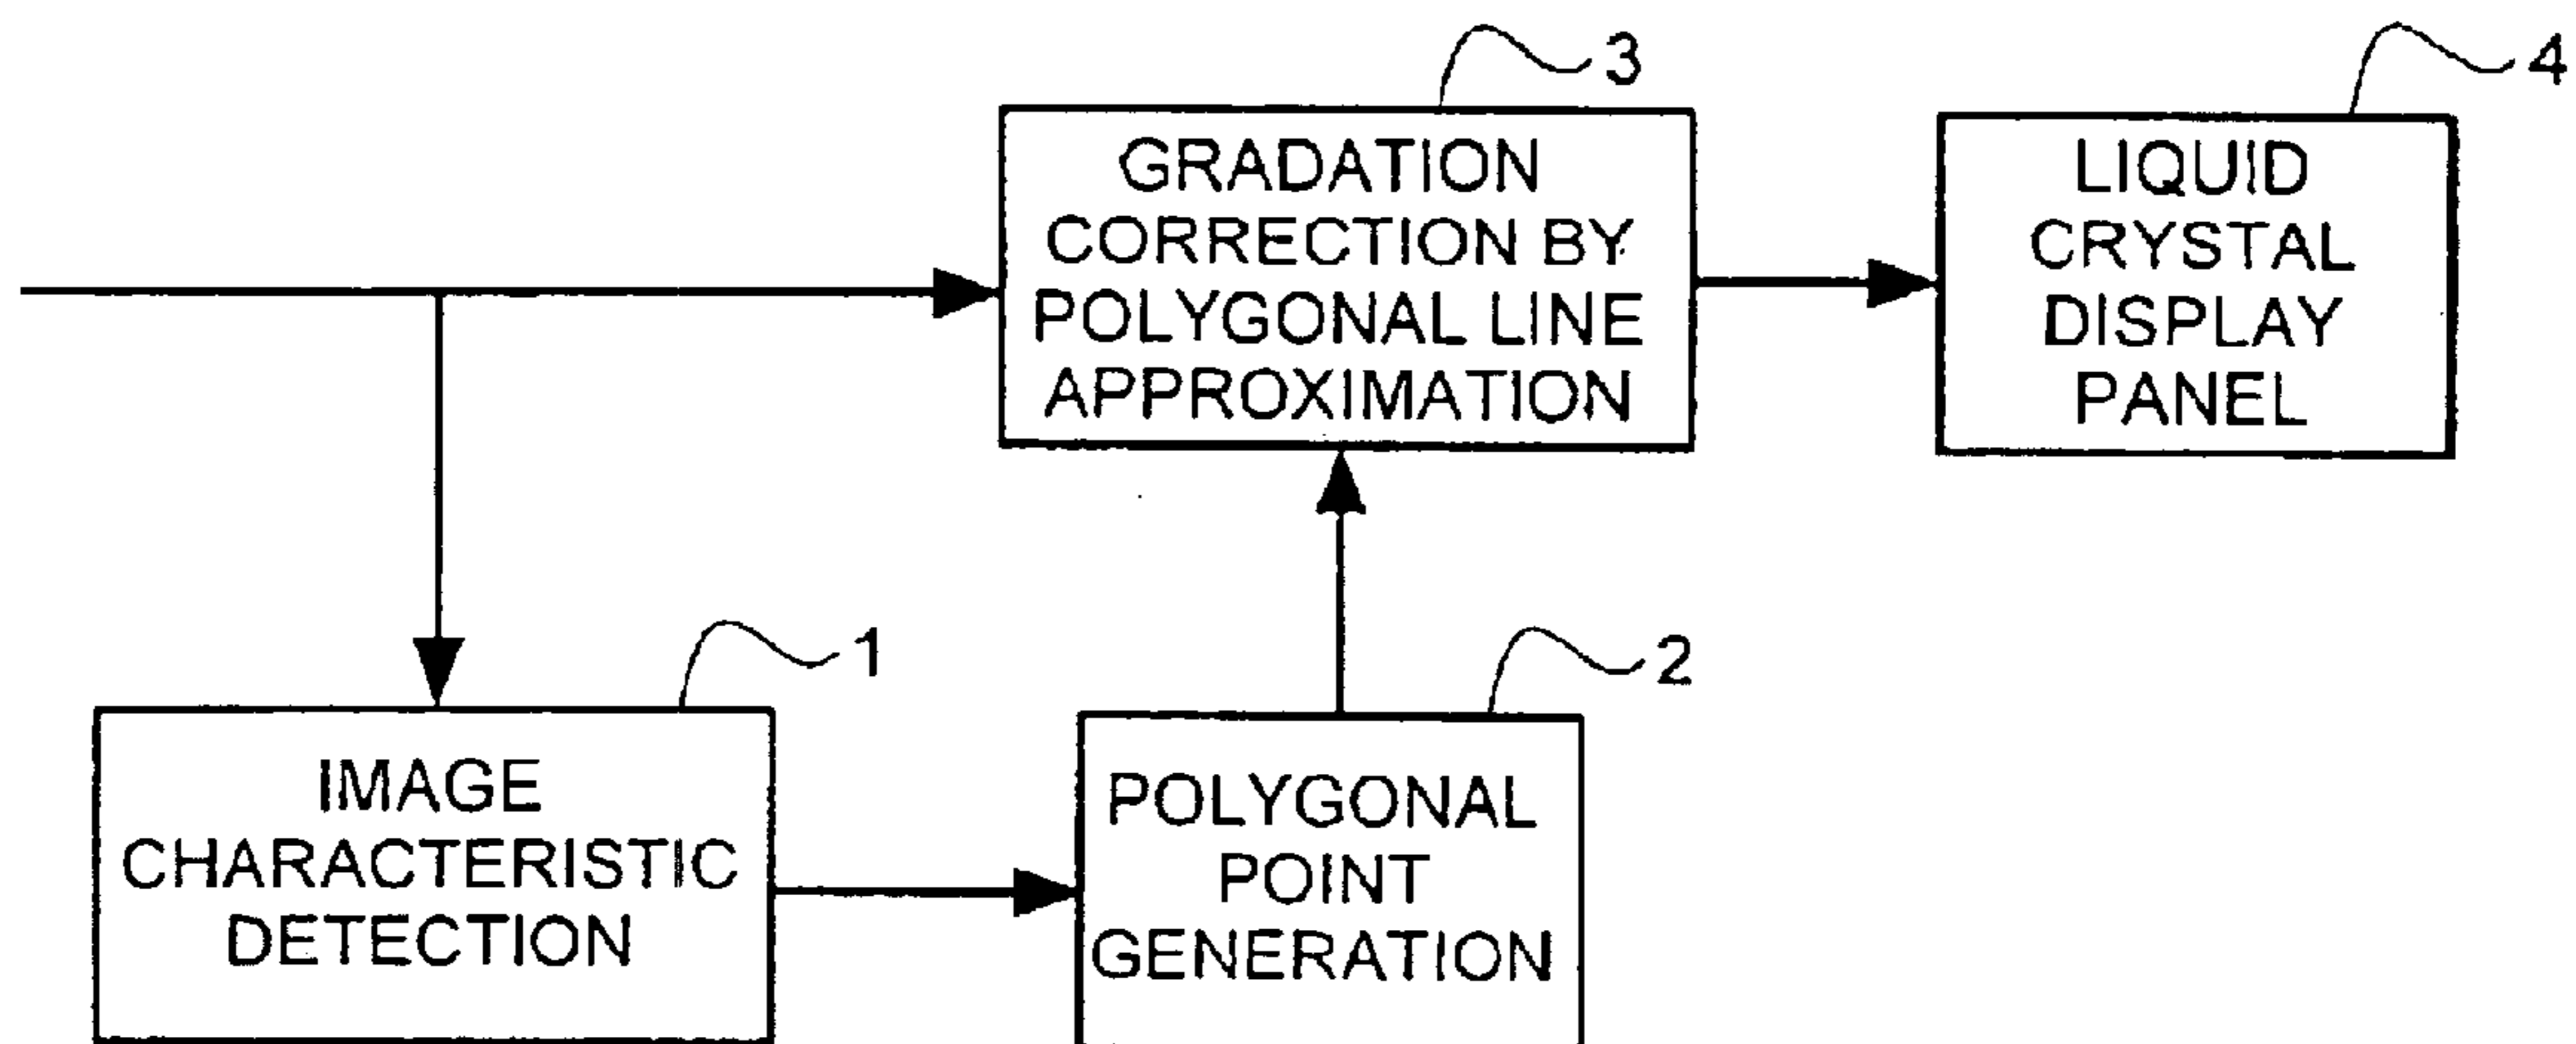 3
GRADATION
CORRECTION BY
POLYGONAL LINE
APPROXIMATION
4
LIQUID
CRYSTAL
DISPLAY
PANEL
1
IMAGE
CHARACTERISTIC
DETECTION
2
POLYGONAL
POINT
GENERATION